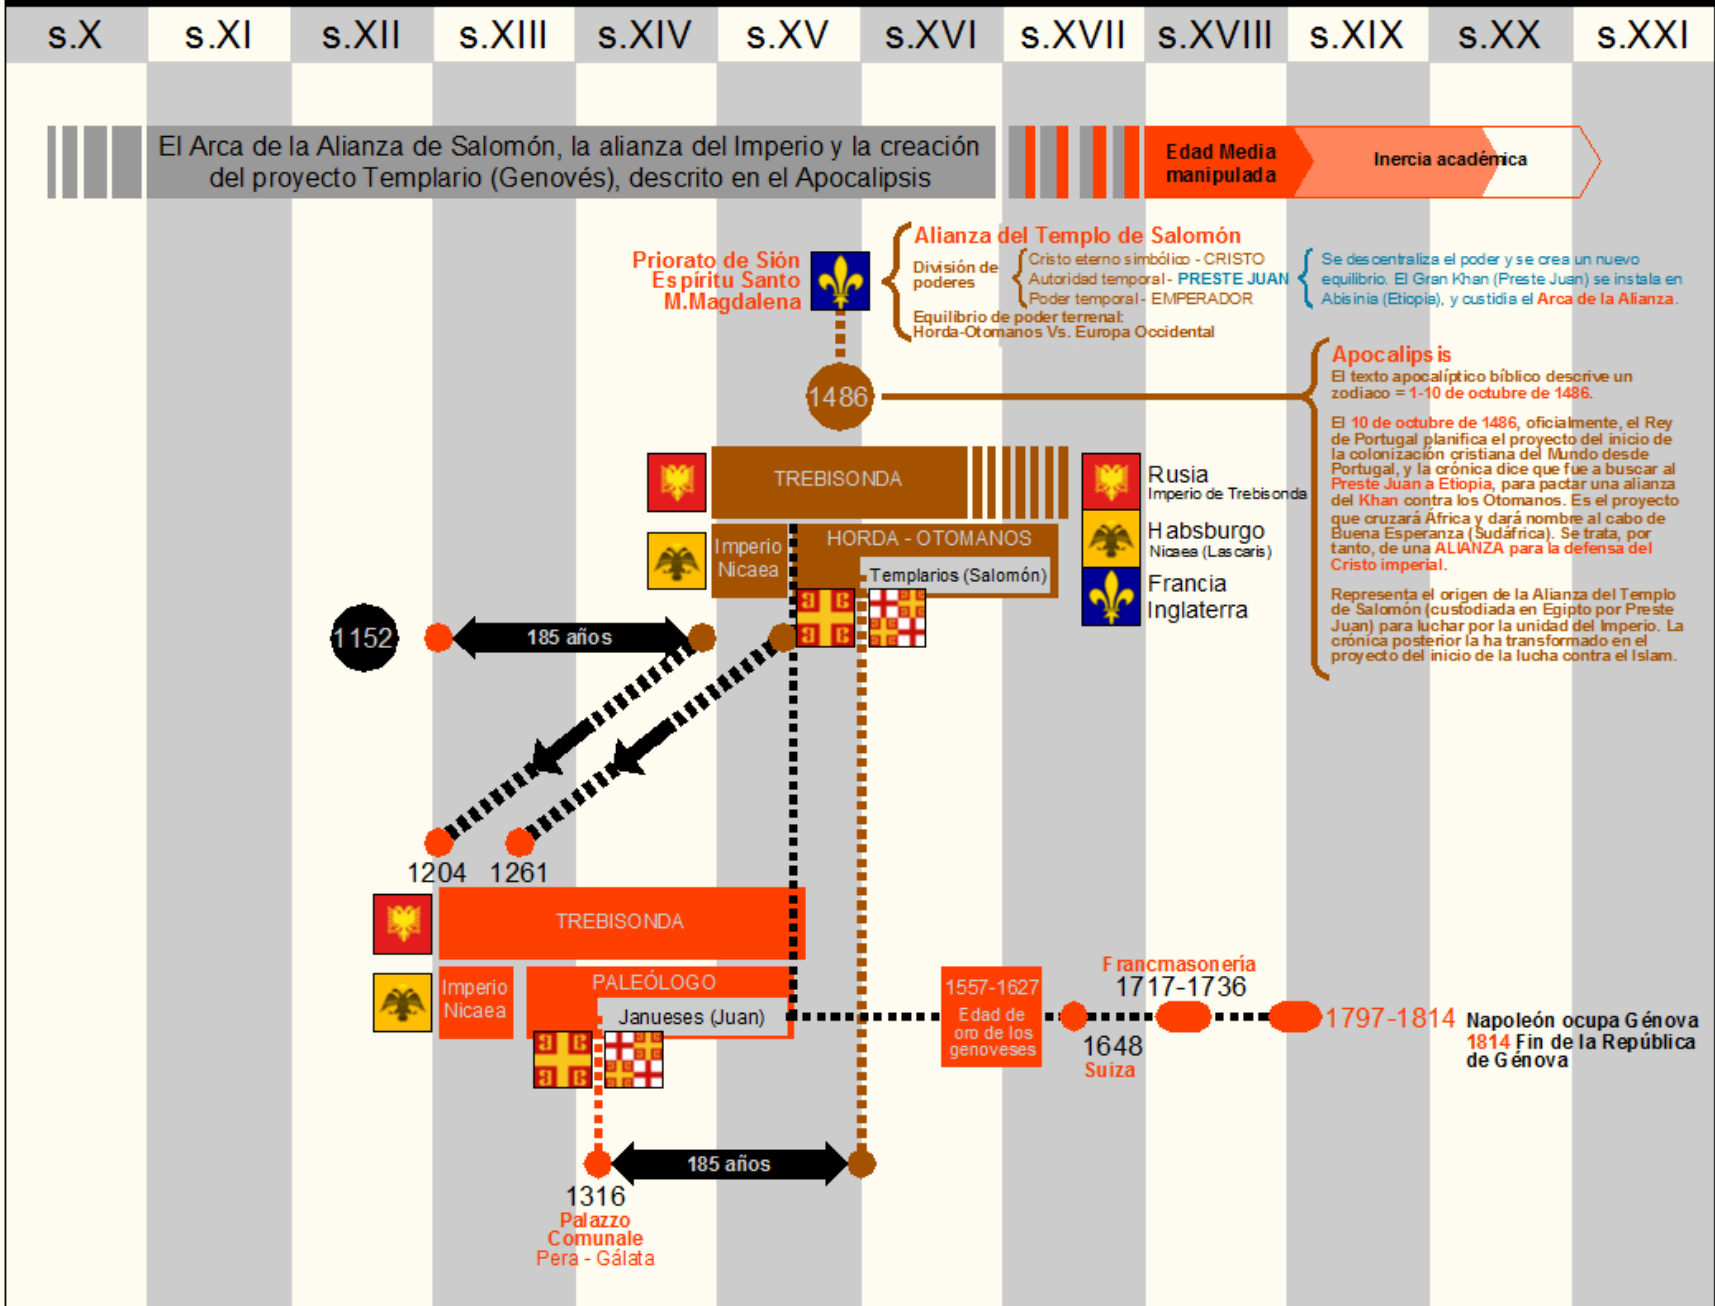 s.X
s.XI
s.XII
s.XIII
s.XIV
s.XV
s.XVI
s.XVII
s.XVIII
s.XIX
s.XX
s.XXI
El Arca de la Alianza de Salomón, la alianza del Imperio y la creación
del proyecto Templario (Genovés), descrito en el Apocalipsis
Edad Media
manipulada
Inercia académica
Priorato de Sión
Espíritu Santo
M.Magdalena
Alianza del Templo de Salomón
División de
poderes
Cristo eterno simbólico - CRISTO
Autoridad temporal - PRESTE JUAN
Poder temporal - EMPERADOR
Se descentraliza el poder y se crea un nuevo
equilibrio. El Gran Khan (Preste Juan) se instala en
Abisinia (Etiopia), y custidia el Arca de la Alianza.
Equilibrio de poder terrenal:
Horda-Otomanos Vs. Europa Occidental
1486
Apocalipsis
El texto apocalíptico bíblico descrive un
zodiaco = 1-10 de octubre de 1486.
El 10 de octubre de 1486, oficialmente, el Rey
de Portugal planifica el proyecto del inicio de
la colonización cristiana del Mundo desde
Portugal, y la crónica dice que fue a buscar al
Preste Juan a Etiopia, para pactar una alianza
del Khan contra los Otomanos. Es el proyecto
que cruzará África y dará nombre al cabo de
Buena Esperanza (Sudáfrica). Se trata, por
tanto, de una ALIANZA para la defensa del
Cristo imperial.
Representa el origen de la Alianza del Templo
de Salomón (custodiada en Egipto por Preste
Juan) para luchar por la unidad del Imperio. La
crónica posterior la ha transformado en el
proyecto del inicio de la lucha contra el Islam.
TREBISONDA
Rusia
Imperio de Trebisonda
Imperio
Nicaea
HORDA - OTOMANOS
Templarios (Salomón)
Habsburgo
Nicaea (Lascaris)
Francia
Inglaterra
1152
185 años
1204
1261
TREBISONDA
Imperio
Nicaea
PALEÓLOGO
Janueses (Juan)
1557-1627
Edad de
oro de los
genoveses
1648
Suiza
Francmasonería
1717-1736
1797-1814
Napoleón ocupa Génova
1814 Fin de la República
de Génova
185 años
1316
Palazzo
Comunale
Pera - Gálata